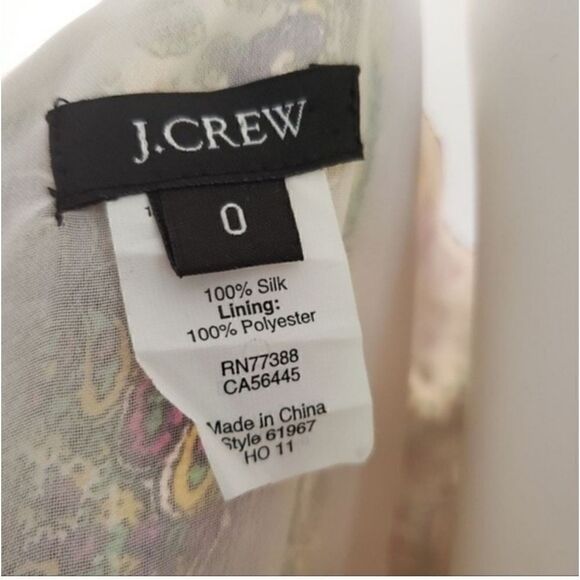 J.CREW
0
100% Silk
Lining:
100% Polyester
RN77388
CA56445
Made in China
Style 61967
HO 11